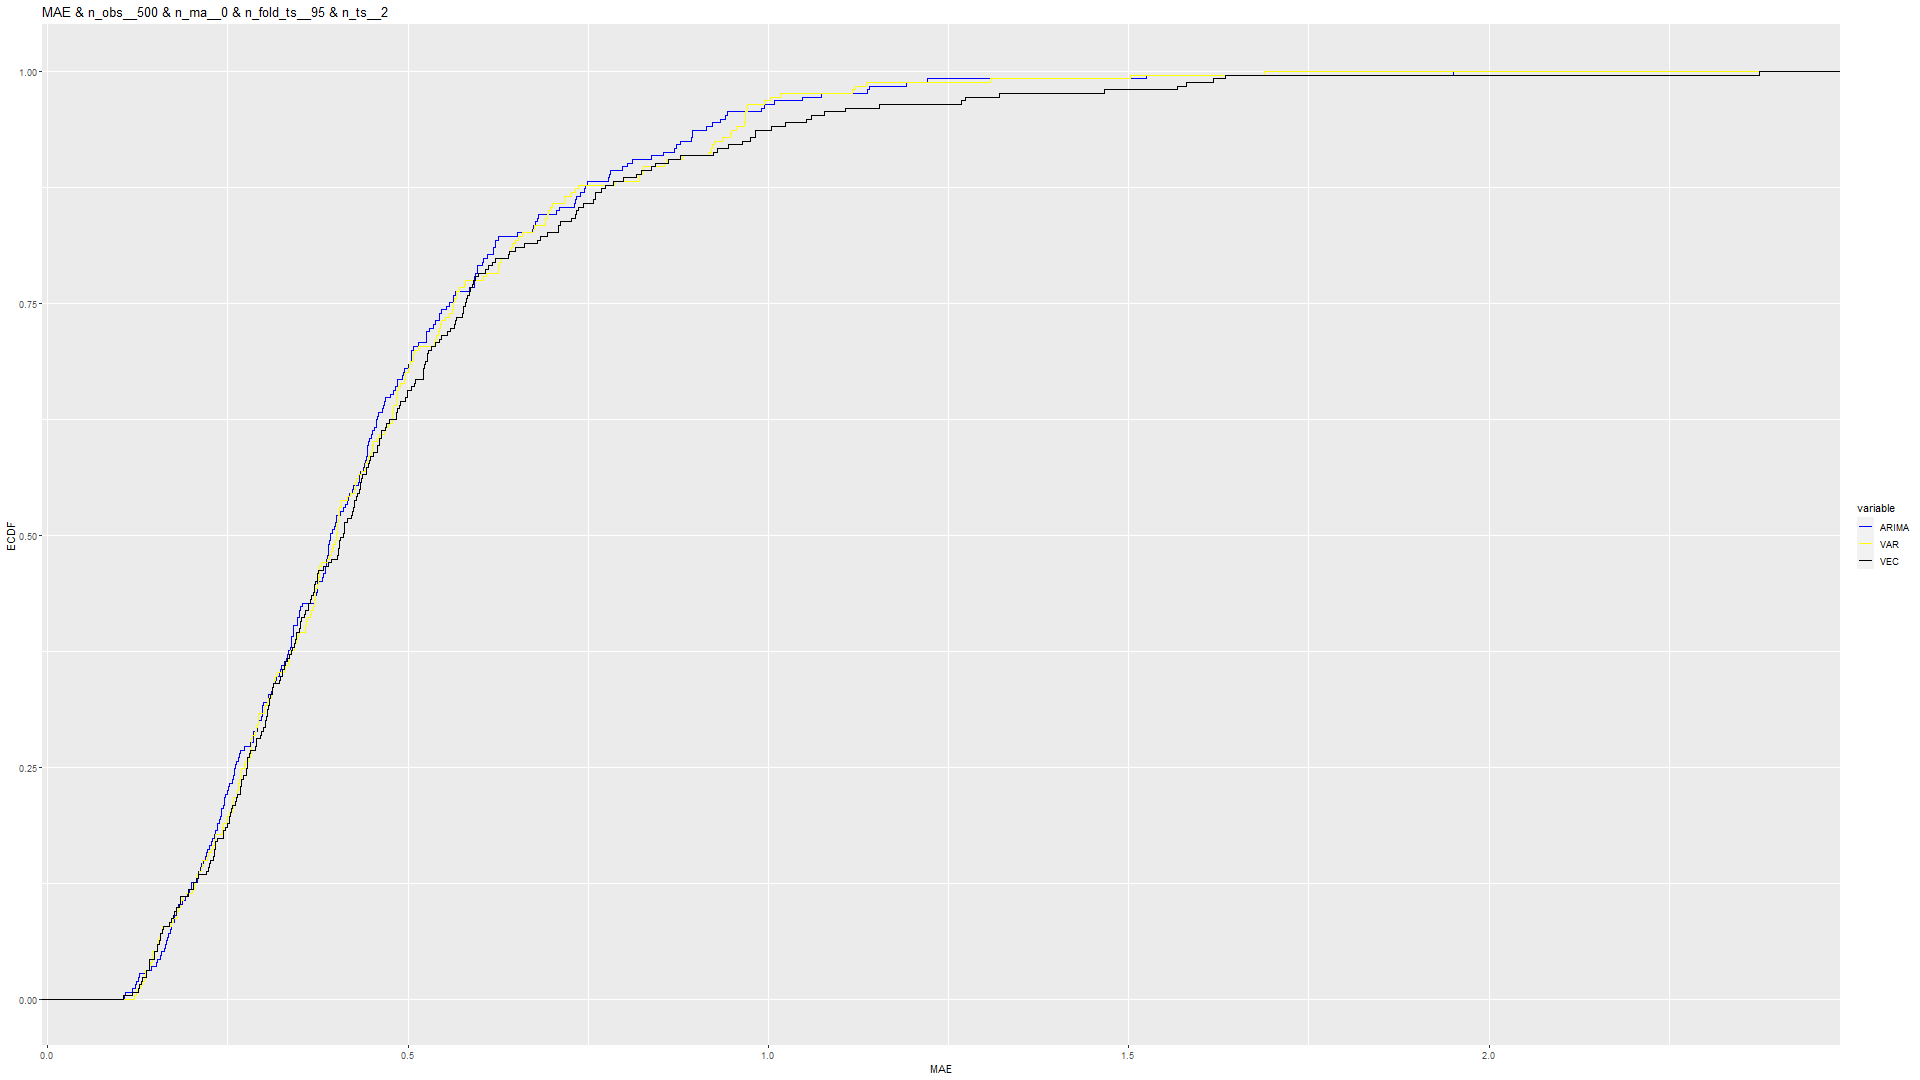 MAE & n_obs__500 & n_ma__0 & n_fold_ts__95 & n_ts__2
1.00
0.75
0.50
0.25
0.00
ECDF
0.0
0.5
1.0
1.5
2.0
MAE
variable
ARIMA
VAR
VEC